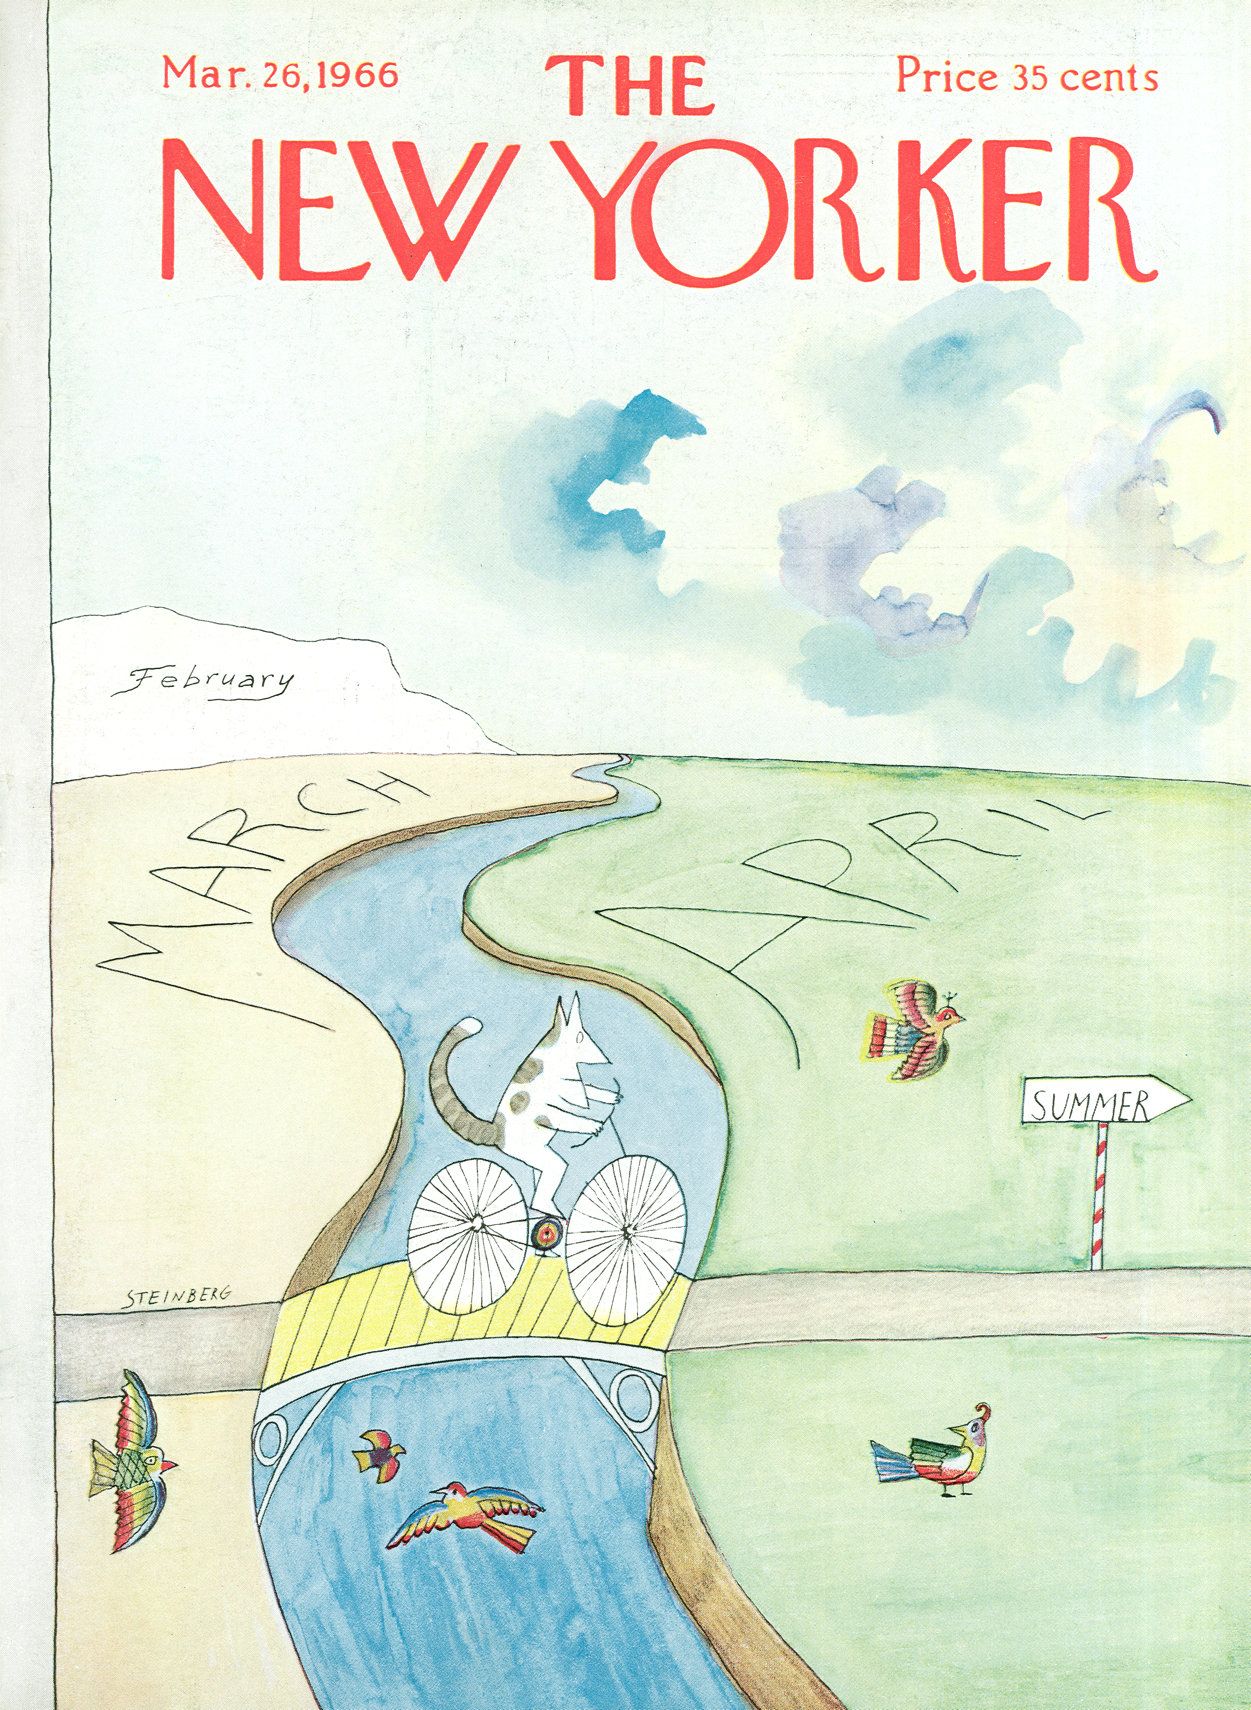 Mar. 26, 1966
THE
Price 35 cents
NEW YORKER
February
MARCH
APRIL
SUMMER
STEINBERG